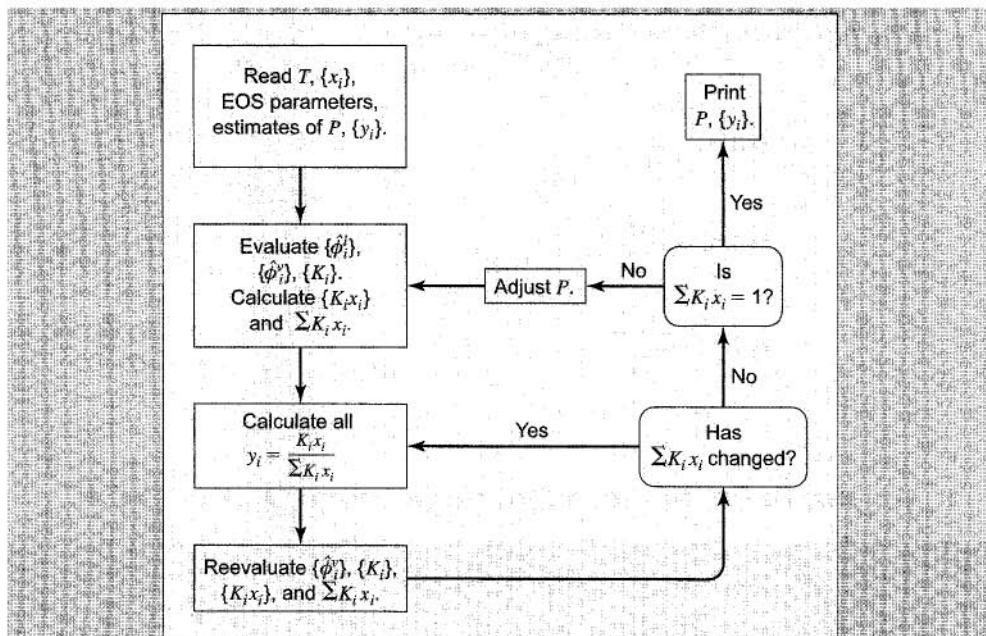 Read T, {x_i},
EOS parameters,
estimates of P, {y_i}.
Evaluate {φ̂_i^l},
{φ̂_i^v}, {K_i}.
Calculate {K_i x_i}
and ΣK_i x_i.
Calculate all
y_i = K_i x_i / ΣK_i x_i
Reevaluate {φ̂_i^v}, {K_i},
{K_i x_i}, and ΣK_i x_i.
Has
ΣK_i x_i changed?
Yes
No
Is
ΣK_i x_i = 1?
No
Adjust P.
Yes
Print
P, {y_i}.